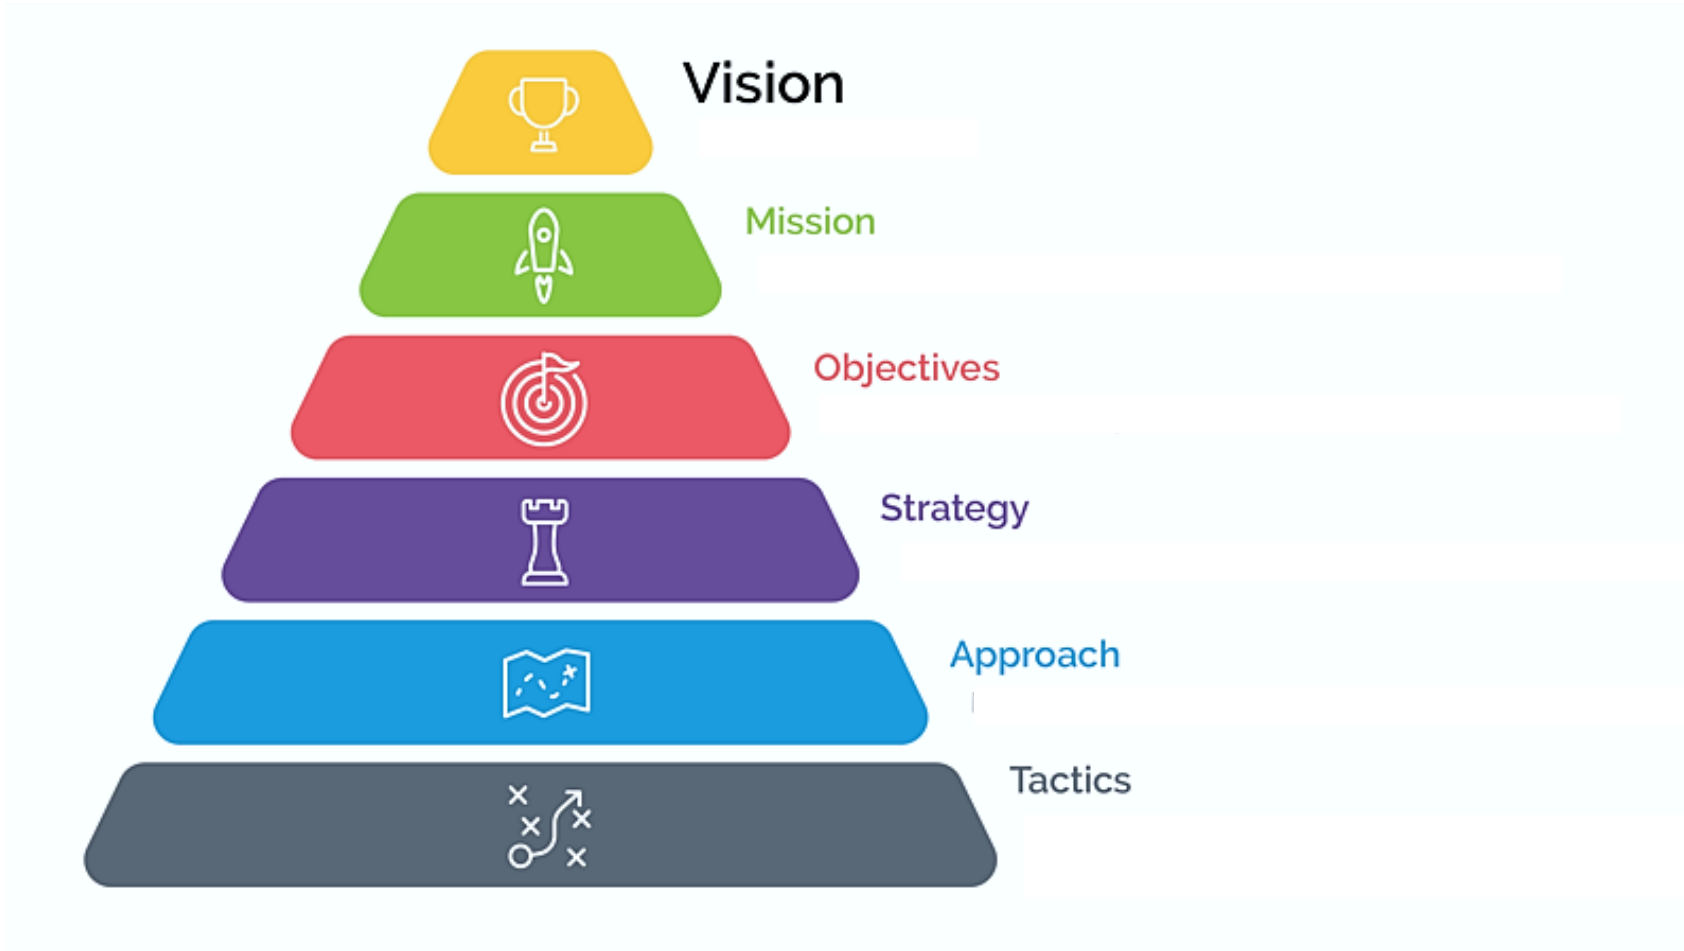 Vision
Mission
Objectives
Strategy
Approach
Tactics